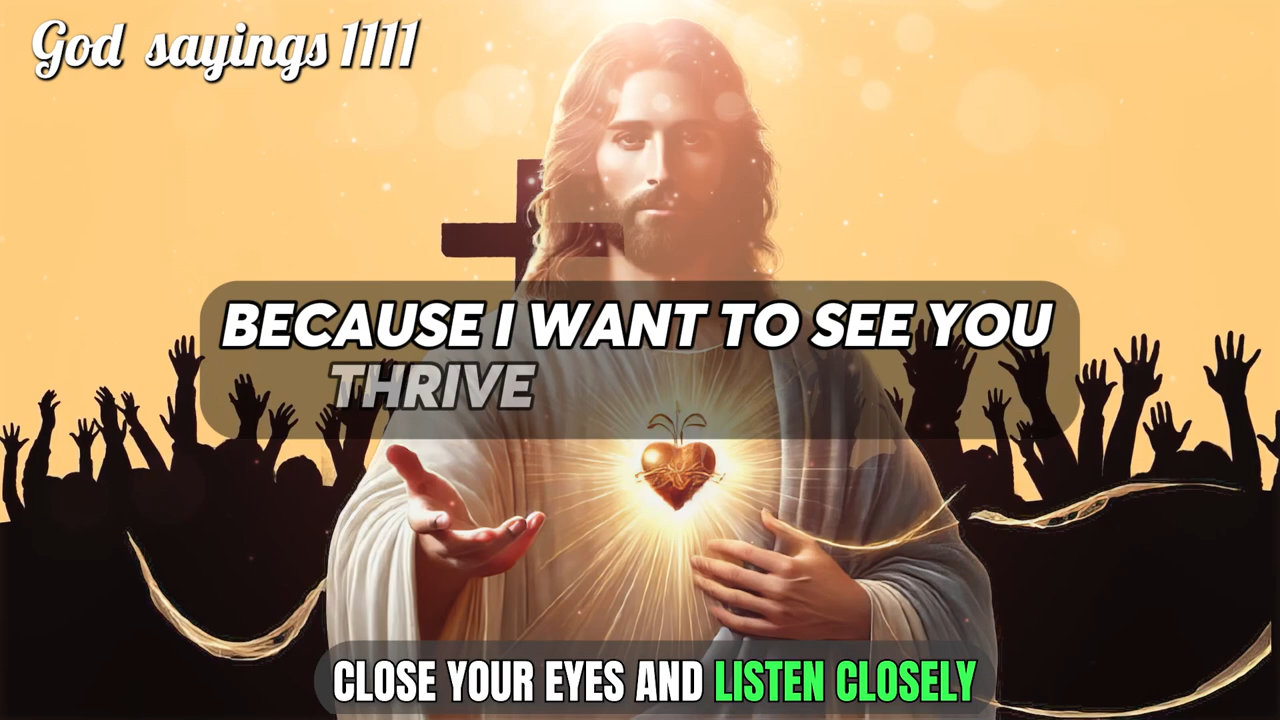 God sayings 1111
BECAUSE I WANT TO SEE YOU
THRIVE
CLOSE YOUR EYES AND LISTEN CLOSELY